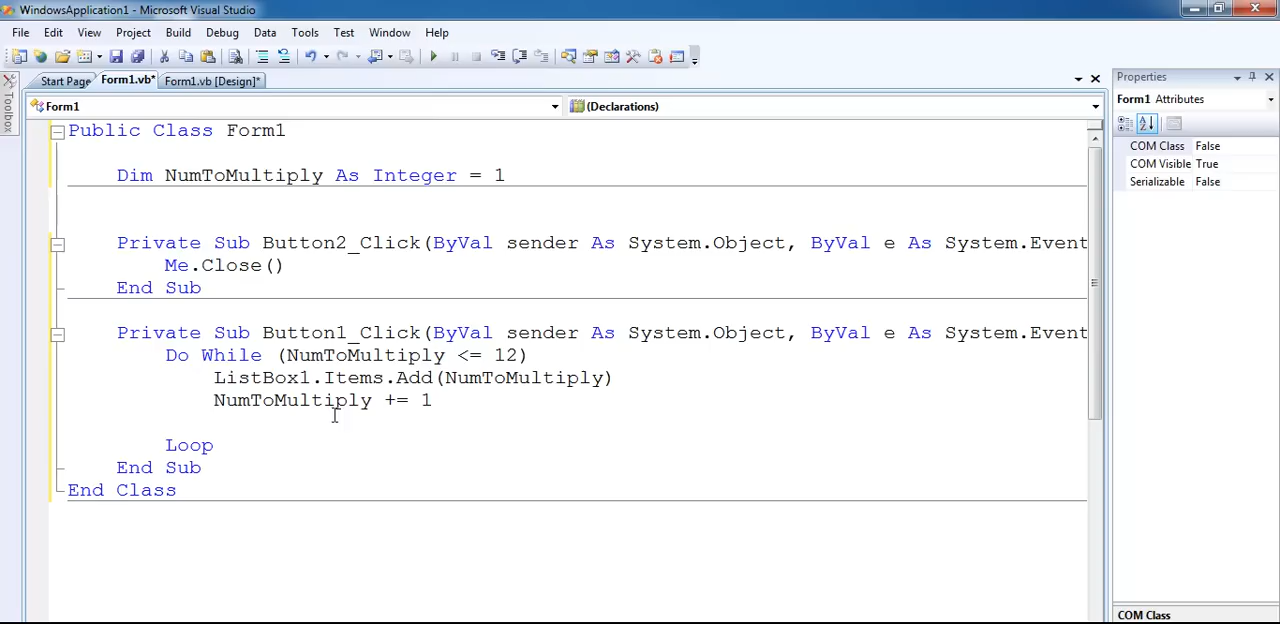 WindowsApplication1 - Microsoft Visual Studio
File Edit View Project Build Debug Data Tools Test Window Help
Start Page Form1.vb* Form1.vb [Design]*
Properties
Toolbox
Form1 (Declarations)
Form1 Attributes
COM Class False
COM Visible True
Serializable False
Public Class Form1
Dim NumToMultiply As Integer = 1
Private Sub Button2_Click(ByVal sender As System.Object, ByVal e As System.Event
Me.Close()
End Sub
Private Sub Button1_Click(ByVal sender As System.Object, ByVal e As System.Event
Do While (NumToMultiply <= 12)
ListBox1.Items.Add(NumToMultiply)
NumToMultiply += 1
Loop
End Sub
End Class
COM Class